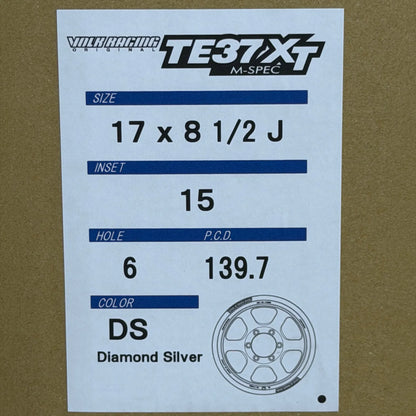 VOLK RACING TE37XT
ORIGINAL M-SPEC
SIZE
17 x 8 1/2 J
INSET
15
HOLE P.C.D.
6 139.7
COLOR
DS
Diamond Silver